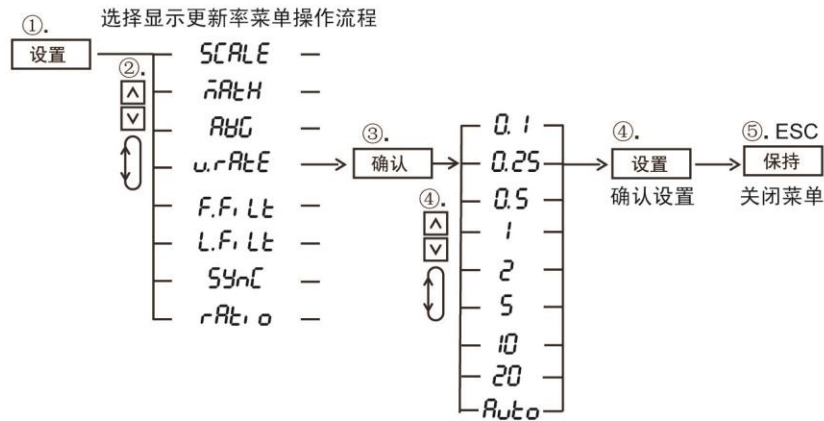 选择显示更新率菜单操作流程
①.
设置
②.
∧
∨
SCALE
MAtH
AVG
u.rAtE
F.FiLt
L.FiLt
SYnC
rAtio
③.
确认
④.
∧
∨
0.1
0.25
0.5
1
2
5
10
20
Auto
④.
设置
确认设置
⑤. ESC
保持
关闭菜单